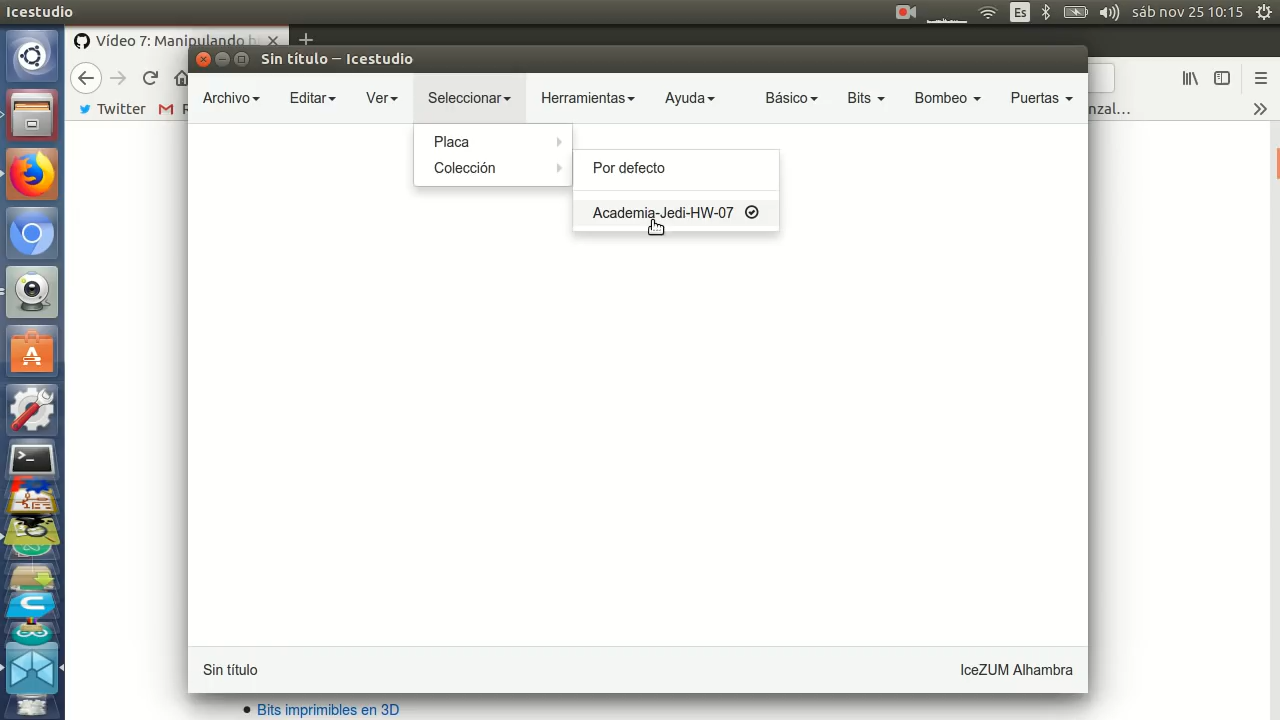 Icestudio
Es
sáb nov 25 10:15
Vídeo 7: Manipulando
Sin título — Icestudio
Twitter
nzal...
Archivo Editar Ver Seleccionar Herramientas Ayuda Básico Bits Bombeo Puertas
Placa
Colección
Por defecto
Academia-Jedi-HW-07
Sin título
IceZUM Alhambra
Bits imprimibles en 3D